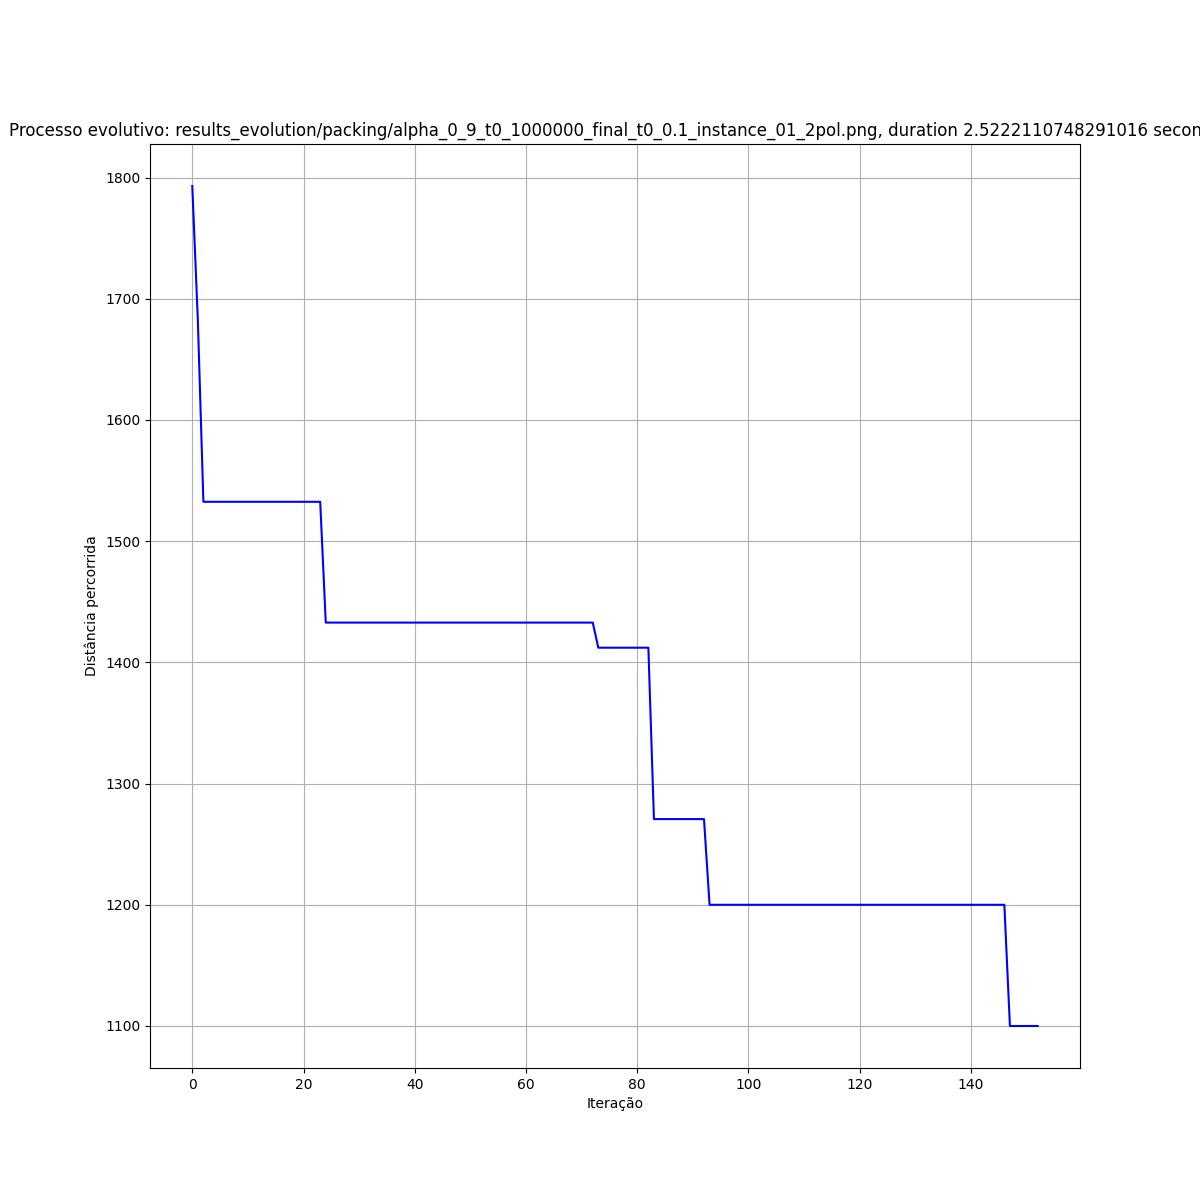 Processo evolutivo: results_evolution/packing/alpha_0_9_t0_1000000_final_t0_0.1_instance_01_2pol.png, duration 2.5222110748291016 secon
1800
1700
1600
1500
1400
1300
1200
1100
Distância percorrida
0 20 40 60 80 100 120 140
Iteração